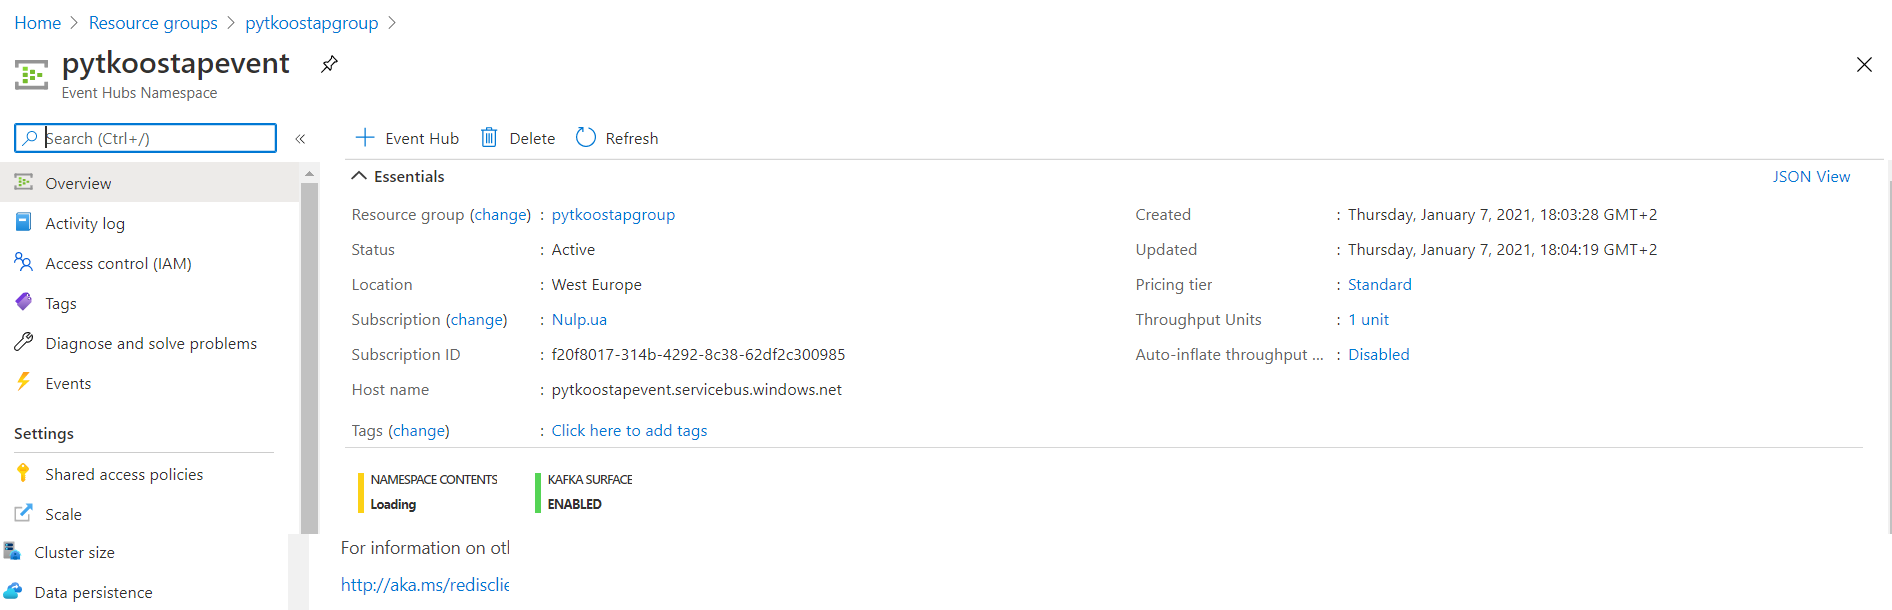 Home > Resource groups > pytkoostapgroup >
pytkoostapevent
Event Hubs Namespace
Search (Ctrl+/)
«
Event Hub Delete Refresh
Overview
Activity log
Access control (IAM)
Tags
Diagnose and solve problems
Events
Settings
Shared access policies
Scale
Cluster size
Data persistence
Essentials
JSON View
Resource group (change) : pytkoostapgroup
Status : Active
Location : West Europe
Subscription (change) : Nulp.ua
Subscription ID : f20f8017-314b-4292-8c38-62df2c300985
Host name : pytkoostapevent.servicebus.windows.net
Tags (change) : Click here to add tags
Created : Thursday, January 7, 2021, 18:03:28 GMT+2
Updated : Thursday, January 7, 2021, 18:04:19 GMT+2
Pricing tier : Standard
Throughput Units : 1 unit
Auto-inflate throughput ... : Disabled
NAMESPACE CONTENTS
Loading
KAFKA SURFACE
ENABLED
For information on
http://aka.ms/rediscli